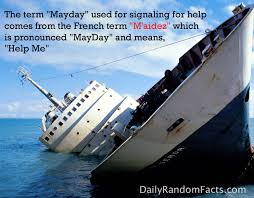 The term "Mayday" used for signaling for help
comes from the French term "M'aidez" which
is pronounced "MayDay" and means,
"Help Me"
DailyRandomFacts.com